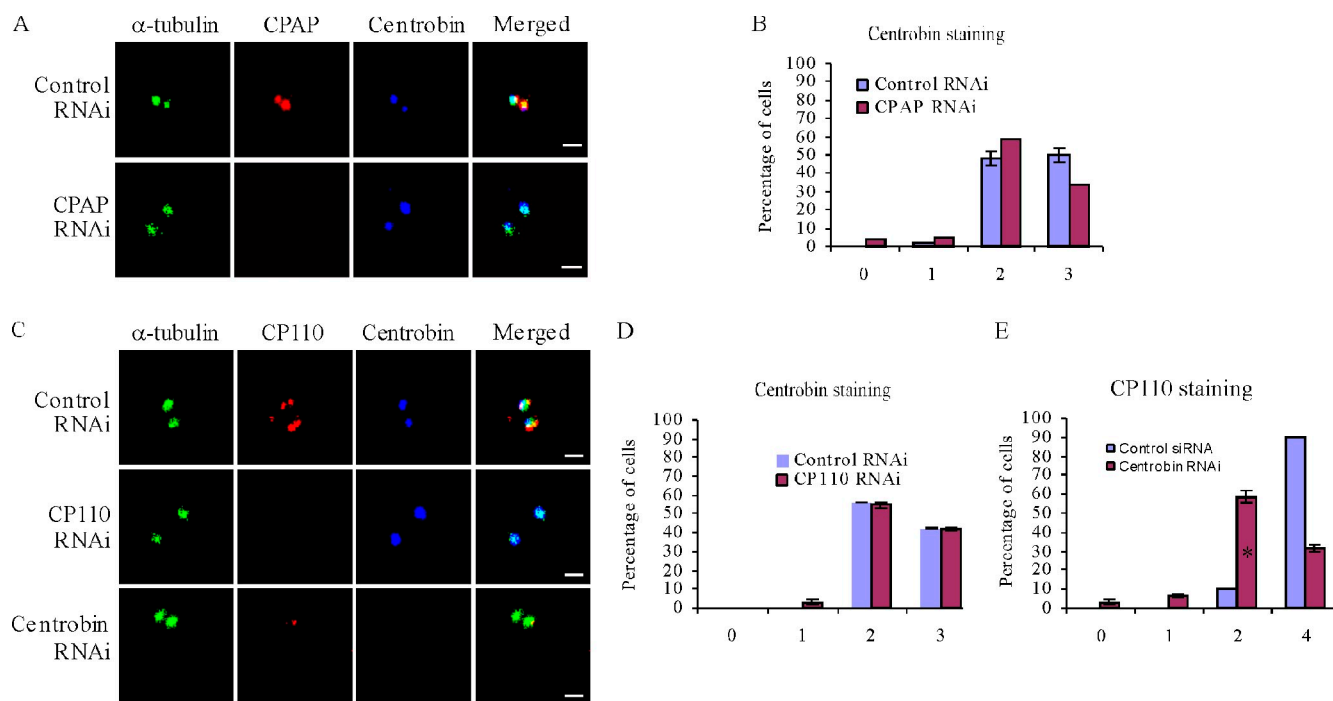 A
α-tubulin CPAP Centrobin Merged
Control
RNAi
CPAP
RNAi
B
Centrobin staining
Percentage of cells
100
90
80
70
60
50
40
30
20
10
0
Control RNAi
CPAP RNAi
0 1 2 3
C
α-tubulin CP110 Centrobin Merged
Control
RNAi
CP110
RNAi
Centrobin
RNAi
D
Centrobin staining
Percentage of cells
100
90
80
70
60
50
40
30
20
10
0
Control RNAi
CP110 RNAi
0 1 2 3
E
CP110 staining
Percentage of cells
100
90
80
70
60
50
40
30
20
10
0
Control siRNA
Centrobin RNAi
*
0 1 2 4